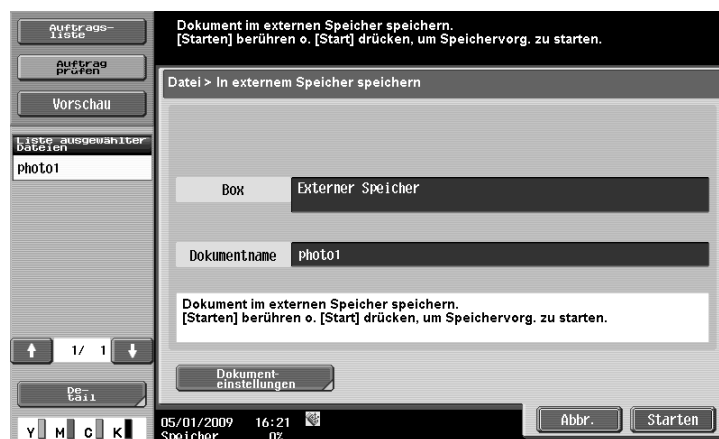 Auftrags-
liste
Auftrag
prüfen
Vorschau
Liste ausgewählter
Dateien
photo1
1/ 1
De-
tail
Y M C K
Dokument im externen Speicher speichern.
[Starten] berühren o. [Start] drücken, um Speichervorg. zu starten.
Datei > In externem Speicher speichern
Box
Externer Speicher
Dokumentname
photo1
Dokument im externen Speicher speichern.
[Starten] berühren o. [Start] drücken, um Speichervorg. zu starten.
Dokument-
einstellungen
05/01/2009 16:21
Speicher 0%
Abbr.
Starten